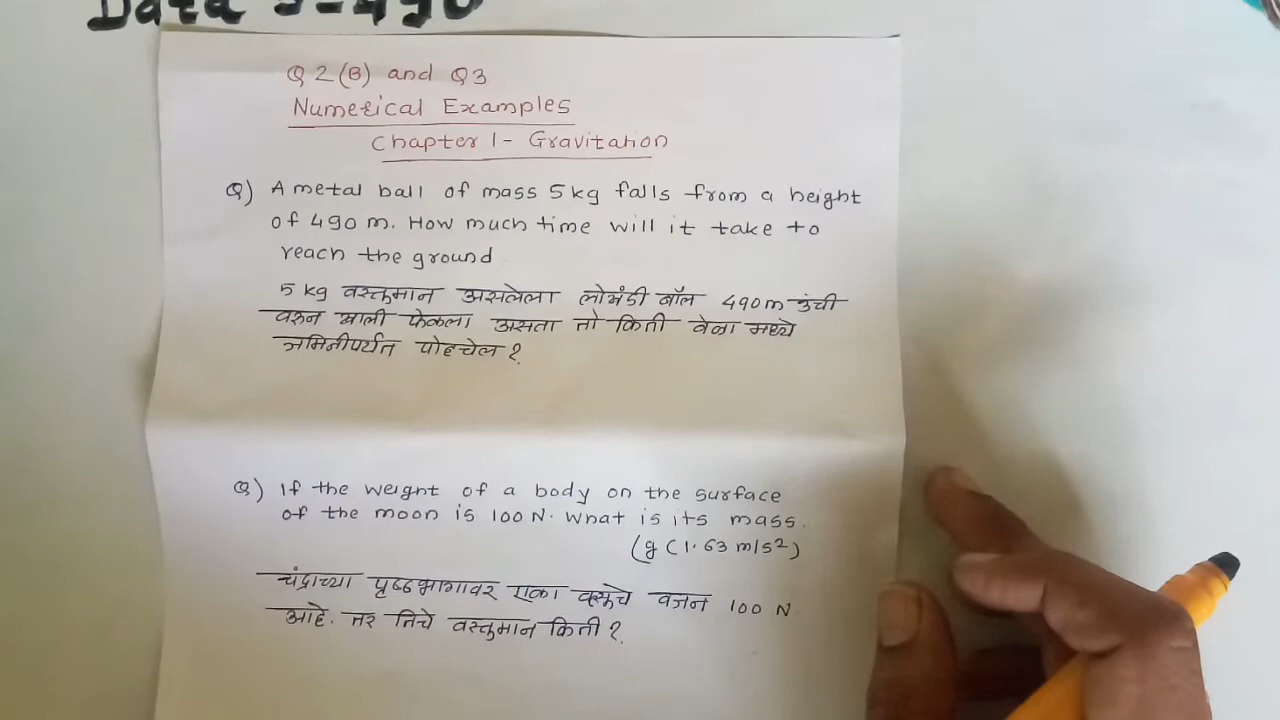 Data S-490
Q 2(B) and Q3
Numerical Examples
Chapter 1- Gravitation
Q) A metal ball of mass 5kg falls from a height
of 490 m. How much time will it take to
reach the ground
5 kg वस्तुमान असलेला लोखंडी बॉल 490m उंची
वरुन खाली फेकला असता तो किती वेळा मध्ये
जमिनीपर्यंत पोहचेल?
Q) If the weight of a body on the surface
of the moon is 100 N. What is its mass.
(g (1.63 m/s²)
चंद्राच्या पृष्ठभागावर एका वस्तूचे वजन 100 N
आहे. तर तिचे वस्तुमान किती?